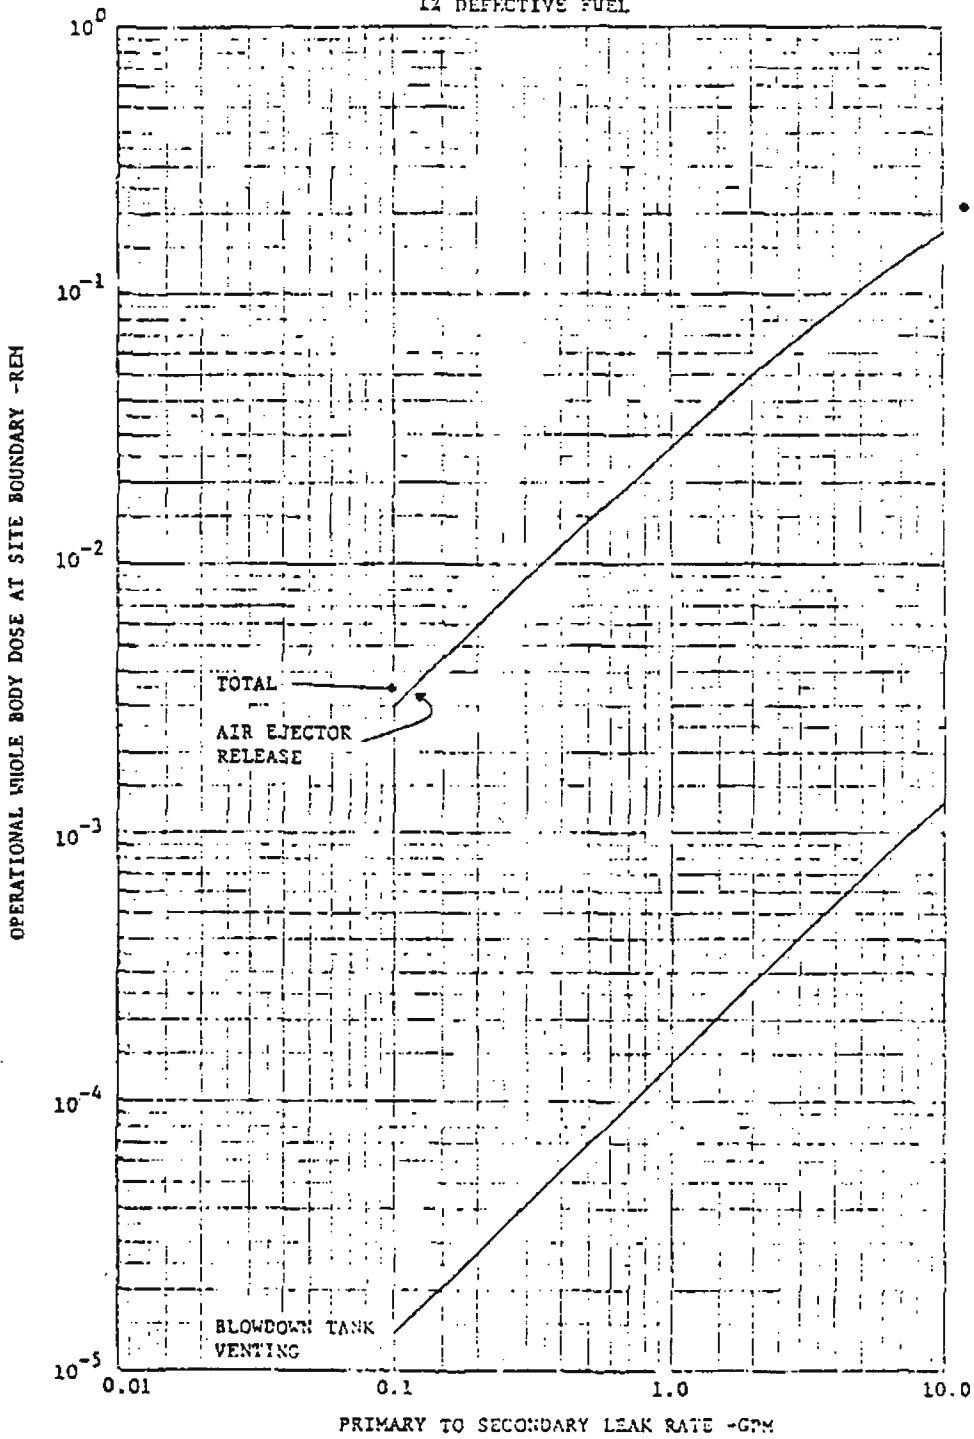 1% DEFECTIVE FUEL
10^0
10^-1
10^-2
10^-3
10^-4
10^-5
OPERATIONAL WHOLE BODY DOSE AT SITE BOUNDARY -REM
TOTAL
AIR EJECTOR
RELEASE
BLOWDOWN TANK
VENTING
0.01 0.1 1.0 10.0
PRIMARY TO SECONDARY LEAK RATE -GPM